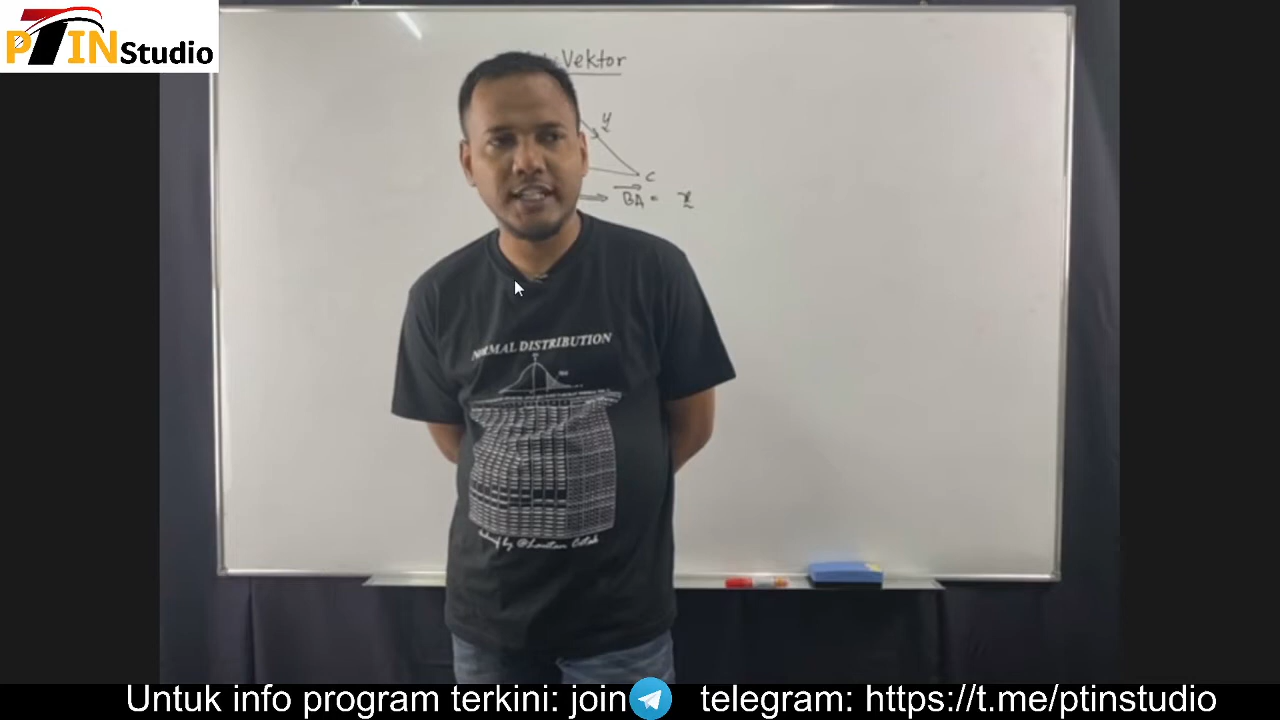 PTIN Studio
Vektor
y
C
BA = x
NORMAL DISTRIBUTION
Untuk info program terkini: join telegram: https://t.me/ptinstudio